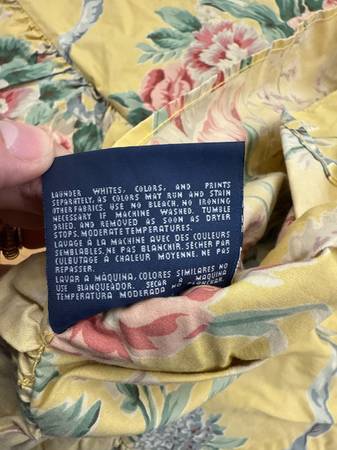 LAUNDER WHITES, COLORS, AND PRINTS
SEPARATELY, AS COLORS MAY RUN AND STAIN
OTHER FABRICS. USE NO BLEACH. NO IRONING
NECESSARY IF MACHINE WASHED. TUMBLE
DRIED, AND REMOVED AS SOON AS DRYER
STOPS. MODERATE TEMPERATURES.
LAVAGE A LA MACHINE AVEC DES COULEURS
SEMBLABLES. NE PAS BLANCHIR. SÉCHER PAR
CULBUTAGE À CHALEUR MOYENNE. NE PAS
REPASSER.
LAVAR A MÁQUINA, COLORES SIMILARES NO
USE BLANQUEADOR. SECAR A MAQUINA
TEMPERATURA MODERADA NO PLANCHAR.